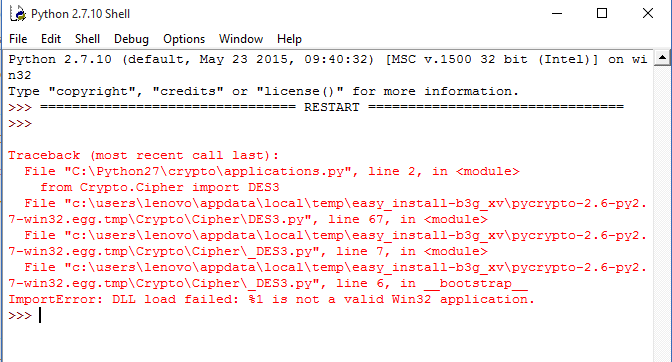 Python 2.7.10 Shell
File Edit Shell Debug Options Window Help
Python 2.7.10 (default, May 23 2015, 09:40:32) [MSC v.1500 32 bit (Intel)] on wi
n32
Type "copyright", "credits" or "license()" for more information.
>>> ================================ RESTART ================================
>>>
Traceback (most recent call last):
  File "C:\Python27\crypto\applications.py", line 2, in <module>
    from Crypto.Cipher import DES3
  File "c:\users\lenovo\appdata\local\temp\easy_install-b3g_xv\pycrypto-2.6-py2.
7-win32.egg.tmp\Crypto\Cipher\DES3.py", line 67, in <module>
  File "c:\users\lenovo\appdata\local\temp\easy_install-b3g_xv\pycrypto-2.6-py2.
7-win32.egg.tmp\Crypto\Cipher\_DES3.py", line 7, in <module>
  File "c:\users\lenovo\appdata\local\temp\easy_install-b3g_xv\pycrypto-2.6-py2.
7-win32.egg.tmp\Crypto\Cipher\_DES3.py", line 6, in __bootstrap__
ImportError: DLL load failed: %1 is not a valid Win32 application.
>>>